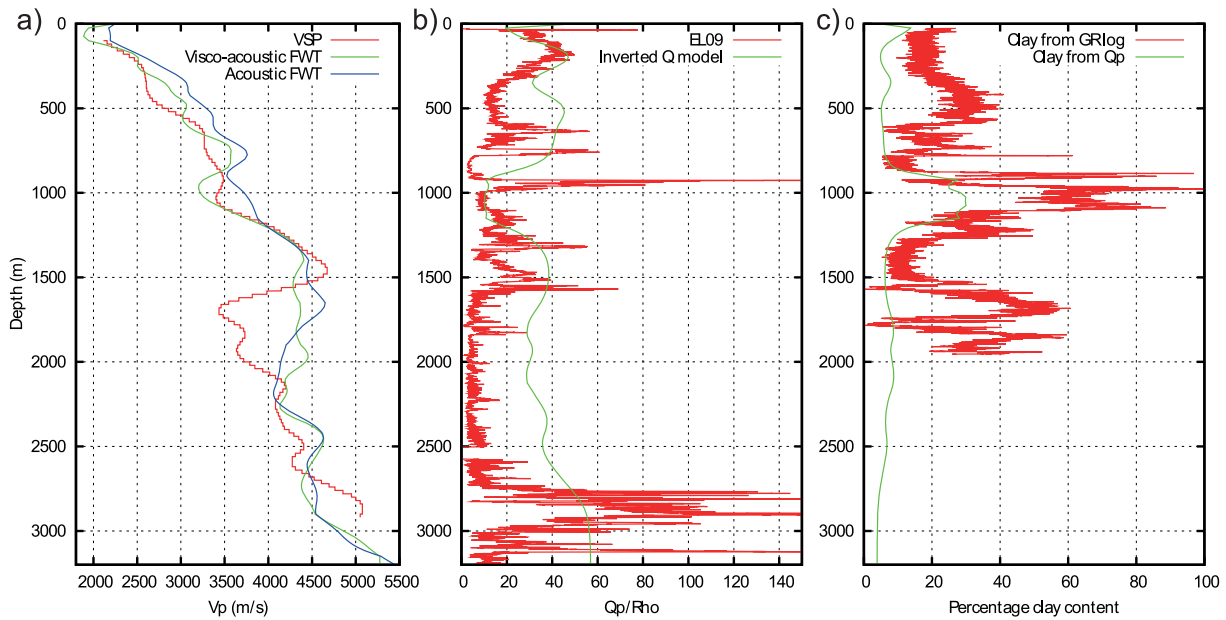 a)
VSP
Visco-acoustic FWT
Acoustic FWT
0
500
1000
1500
2000
2500
3000
Depth (m)
2000 2500 3000 3500 4000 4500 5000 5500
Vp (m/s)
b)
EL09
Inverted Q model
0
500
1000
1500
2000
2500
3000
0 20 40 60 80 100 120 140
Qp/Rho
c)
Clay from GRlog
Clay from Qp
0
500
1000
1500
2000
2500
3000
0 20 40 60 80 100
Percentage clay content